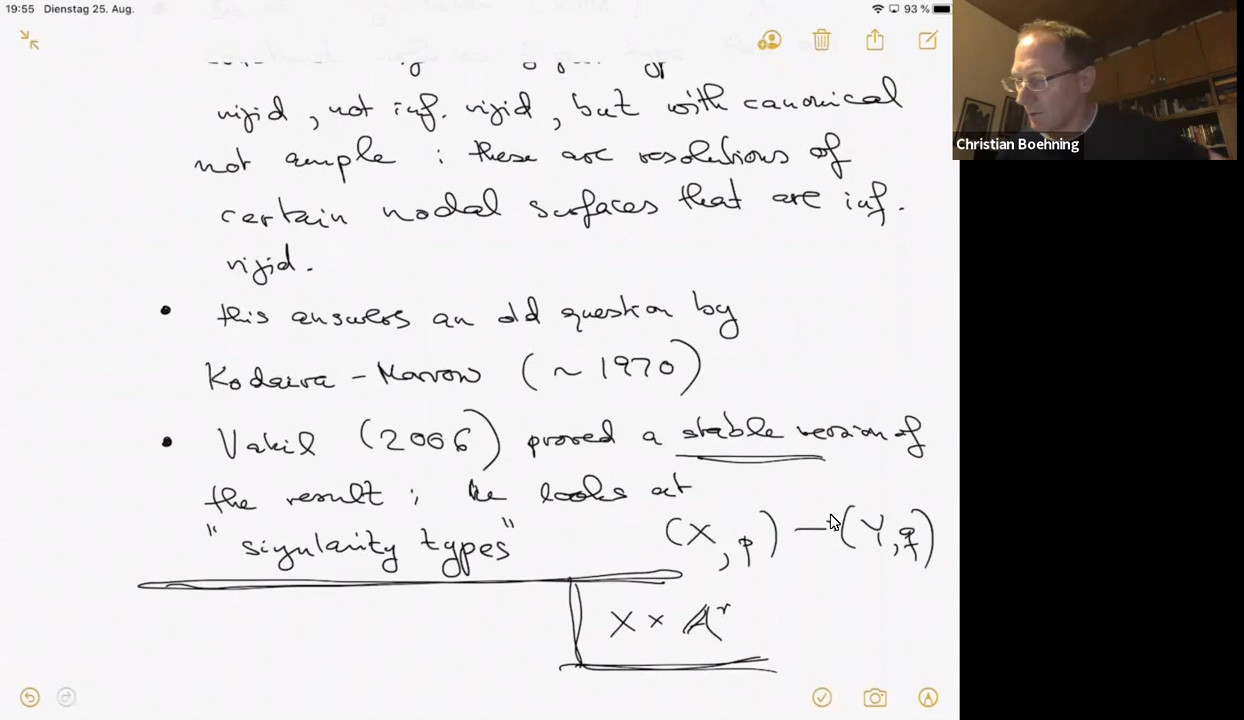 19:55 Dienstag 25. Aug.
93 %
rigid, not inf. rigid, but with canonical
not ample : these are resolutions of
certain nodal surfaces that are inf.
rigid.
• this answers an old question by
Kodaira - Morrow (~ 1970)
• Vakil (2006) proved a stable version of
the result ; he looks at
"singularity types" (X, p) → (Y, q)
X × A^r
Christian Boehning